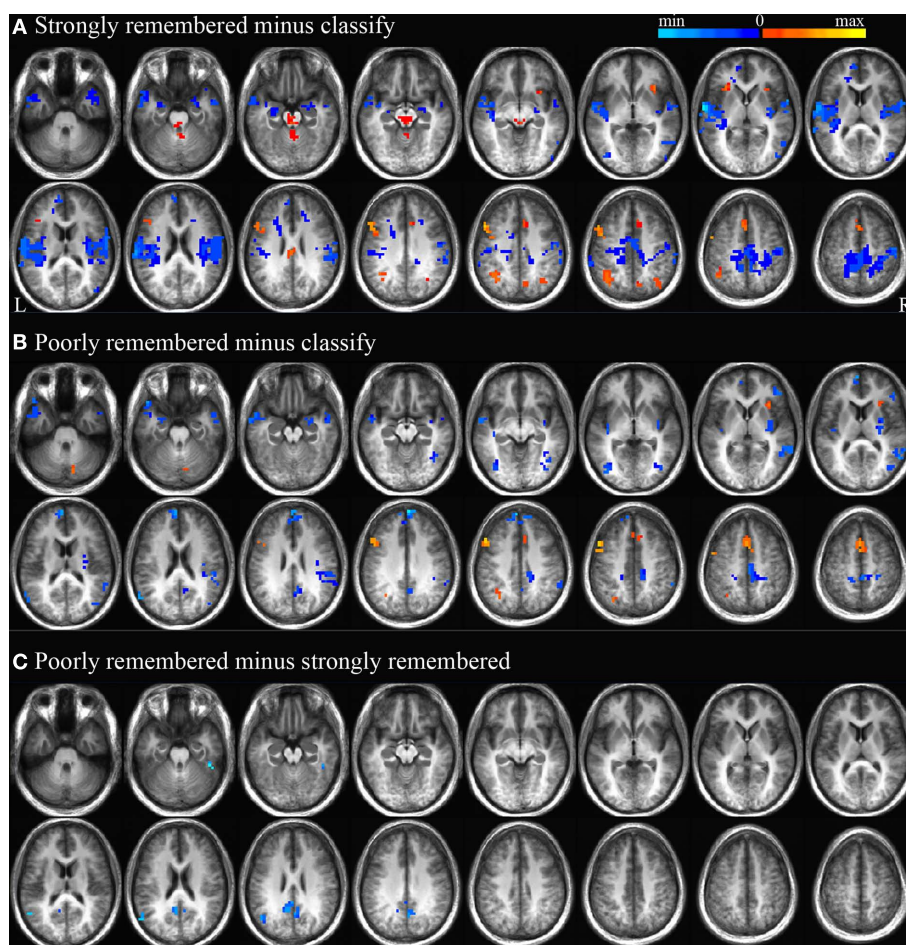 A Strongly remembered minus classify
min 0 max
L R
B Poorly remembered minus classify
C Poorly remembered minus strongly remembered